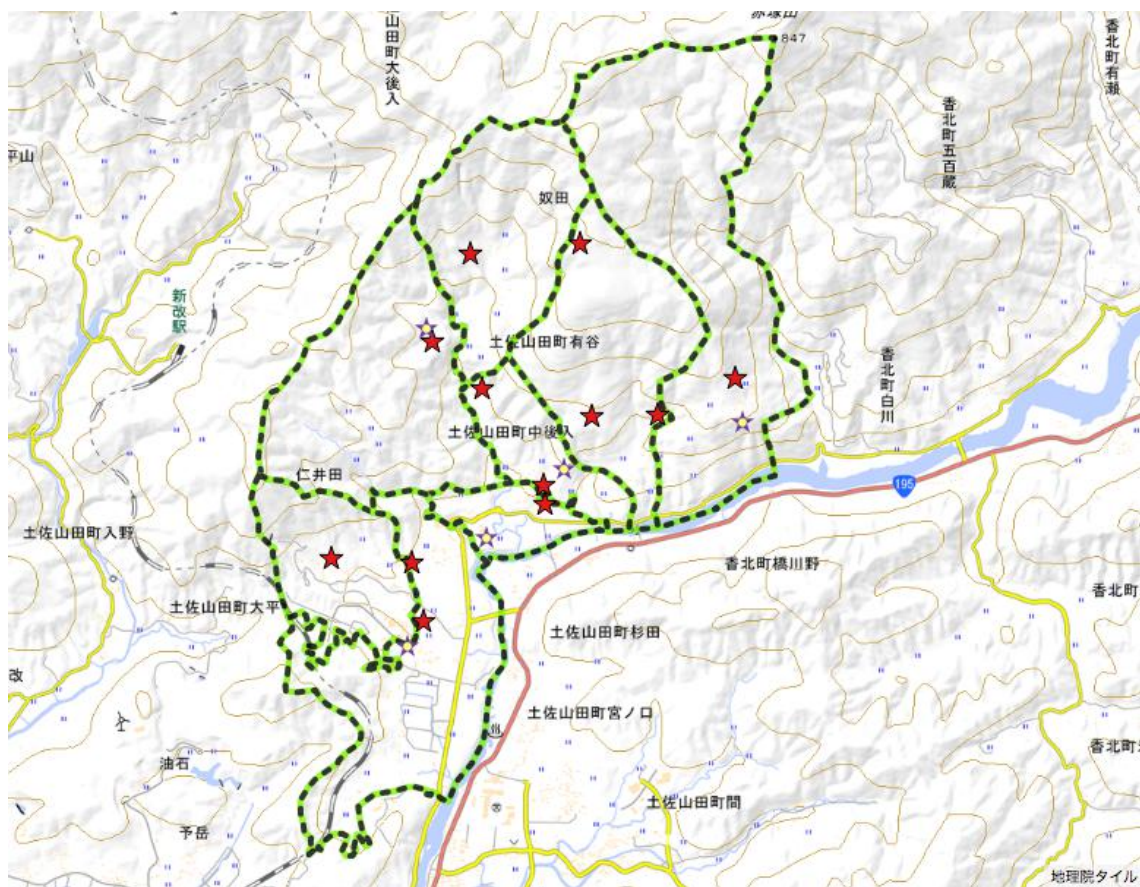 赤塚山
847
山田町大後入
香北町有瀬
香北町五百蔵
平山
奴田
新改駅
土佐山田町有谷
香北町白川
土佐山田町中後入
仁井田
195
土佐山田町入野
香北町橋川野
香北町
土佐山田町大平
土佐山田町杉田
改
土佐山田町宮ノ口
油石
香北町
土佐山田町間
予岳
地理院タイル